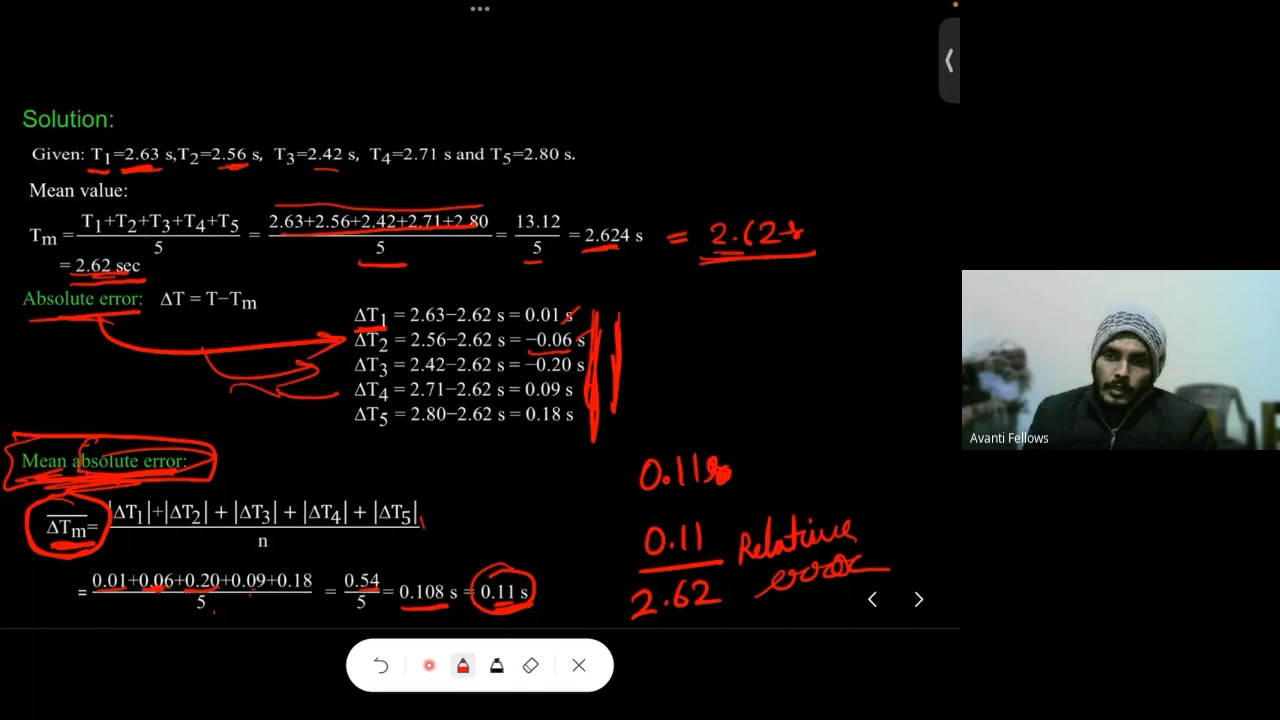 Solution:
Given: T1=2.63 s,T2=2.56 s, T3=2.42 s, T4=2.71 s and T5=2.80 s.
Mean value:
Tm = T1+T2+T3+T4+T5 / 5 = 2.63+2.56+2.42+2.71+2.80 / 5 = 13.12 / 5 = 2.624 s = 2.62s
= 2.62 sec
Absolute error: ΔT = T−Tm
ΔT1 = 2.63−2.62 s = 0.01 s
ΔT2 = 2.56−2.62 s = −0.06 s
ΔT3 = 2.42−2.62 s = −0.20 s
ΔT4 = 2.71−2.62 s = 0.09 s
ΔT5 = 2.80−2.62 s = 0.18 s
Mean absolute error:
ΔTm= |ΔT1|+|ΔT2| + |ΔT3| + |ΔT4| + |ΔT5| / n
= 0.01+0.06+0.20+0.09+0.18 / 5 = 0.54 / 5 = 0.108 s = 0.11 s
0.11s
0.11 / 2.62
Relative
error
Avanti Fellows